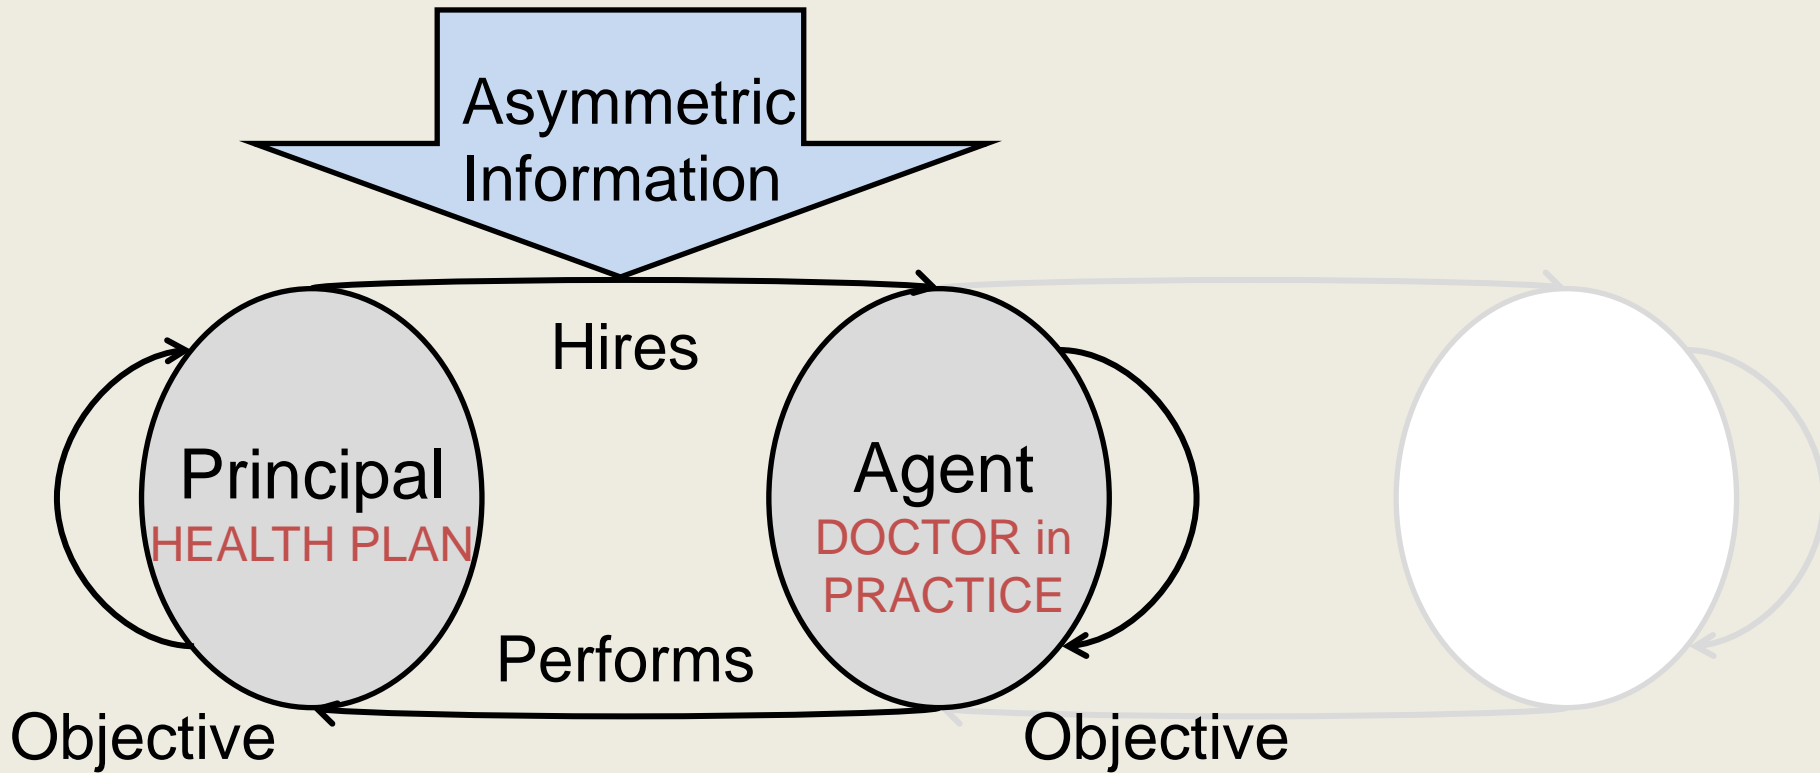 Asymmetric
Information
Hires
Principal
HEALTH PLAN
Agent
DOCTOR in
PRACTICE
Performs
Objective
Objective